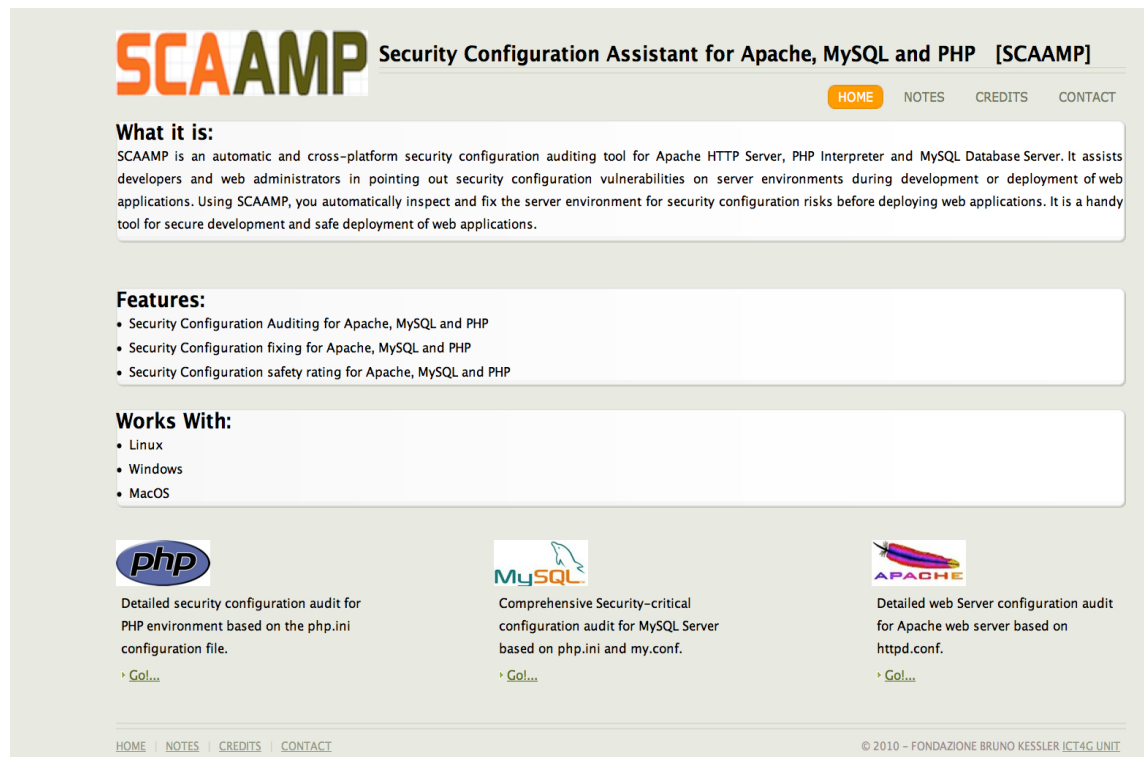 SCAAMP
Security Configuration Assistant for Apache, MySQL and PHP [SCAAMP]
HOME NOTES CREDITS CONTACT
What it is:
SCAAMP is an automatic and cross-platform security configuration auditing tool for Apache HTTP Server, PHP Interpreter and MySQL Database Server. It assists
developers and web administrators in pointing out security configuration vulnerabilities on server environments during development or deployment of web
applications. Using SCAAMP, you automatically inspect and fix the server environment for security configuration risks before deploying web applications. It is a handy
tool for secure development and safe deployment of web applications.
Features:
• Security Configuration Auditing for Apache, MySQL and PHP
• Security Configuration fixing for Apache, MySQL and PHP
• Security Configuration safety rating for Apache, MySQL and PHP
Works With:
• Linux
• Windows
• MacOS
php
Detailed security configuration audit for
PHP environment based on the php.ini
configuration file.
Go!...
MySQL
Comprehensive Security-critical
configuration audit for MySQL Server
based on php.ini and my.conf.
Go!...
APACHE
Detailed web Server configuration audit
for Apache web server based on
httpd.conf.
Go!...
HOME | NOTES | CREDITS | CONTACT
© 2010 – FONDAZIONE BRUNO KESSLER ICT4G UNIT